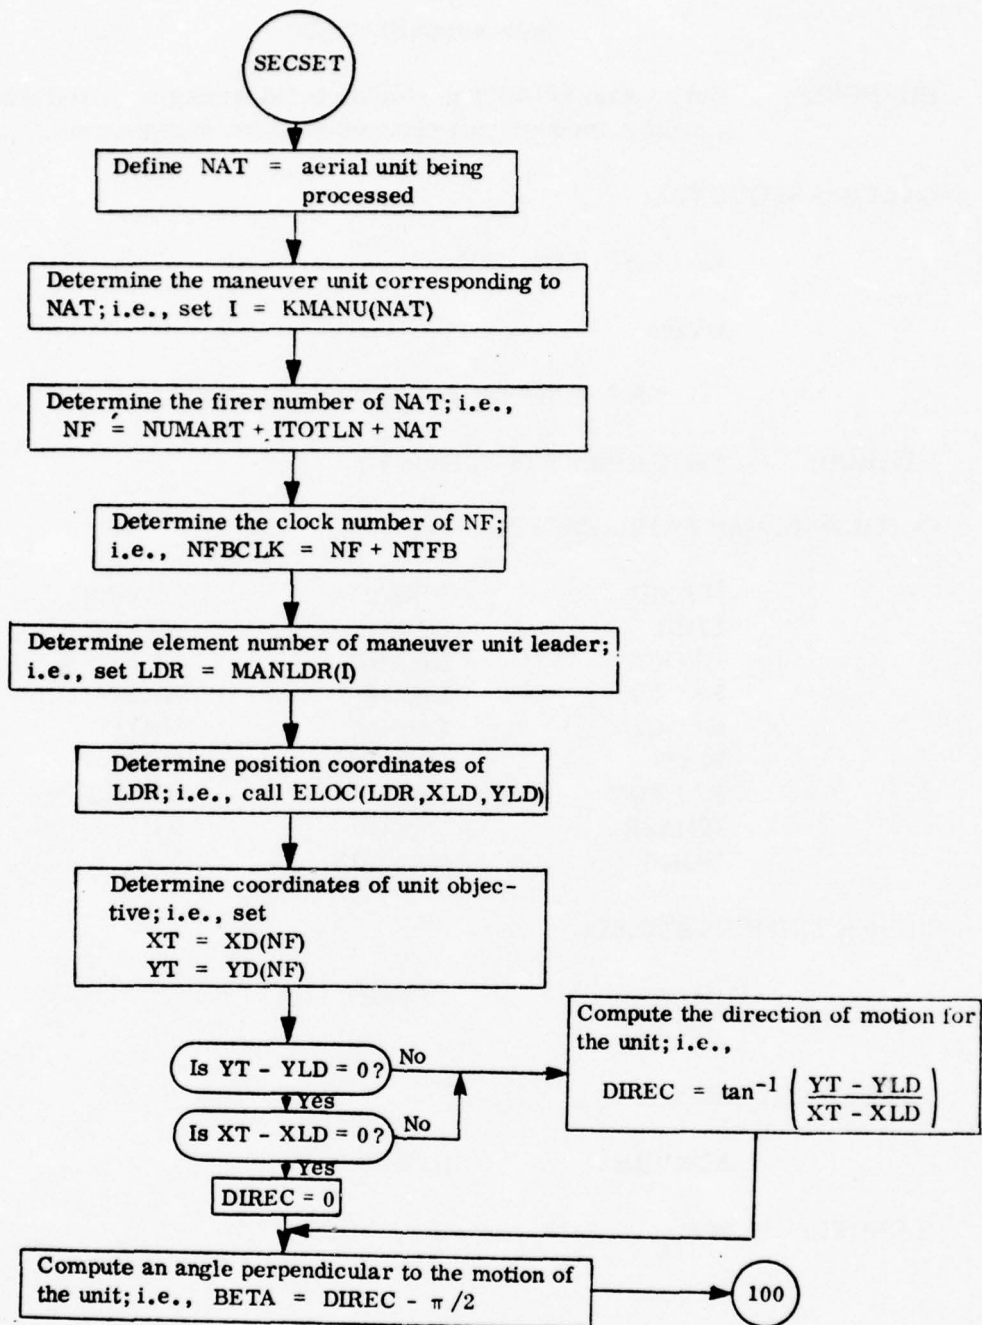 SECSET
Define NAT = aerial unit being
processed
Determine the maneuver unit corresponding to
NAT; i.e., set I = KMANU(NAT)
Determine the firer number of NAT; i.e.,
NF = NUMART + ITOTLN + NAT
Determine the clock number of NF;
i.e., NFBCLK = NF + NTFB
Determine element number of maneuver unit leader;
i.e., set LDR = MANLDR(I)
Determine position coordinates of
LDR; i.e., call ELOC(LDR,XLD,YLD)
Determine coordinates of unit objec-
tive; i.e., set
XT = XD(NF)
YT = YD(NF)
Is YT - YLD = 0?
No
Yes
Is XT - XLD = 0?
No
Yes
DIREC = 0
Compute the direction of motion for
the unit; i.e.,
DIREC = tan⁻¹ ( YT - YLD / XT - XLD )
Compute an angle perpendicular to the motion of
the unit; i.e., BETA = DIREC - π/2
100